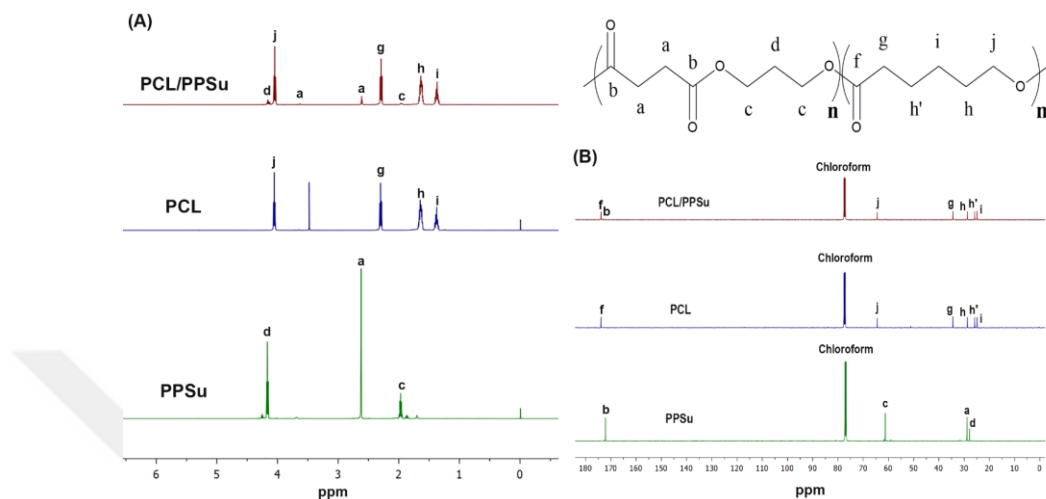 (A)
PCL/PPSu
j
d
a
a
g
c
h
i
PCL
j
g
h
i
PPSu
d
a
c
6 5 4 3 2 1 0
ppm
O
a
b
O
d
O
f
g
i
j
b
a
O
c
c
n
O
h'
h
O
m
(B)
Chloroform
PCL/PPSu
f
b
j
g
h
h'
i
Chloroform
PCL
f
j
g
h
h'
i
Chloroform
PPSu
b
c
a
d
180 170 160 150 140 130 120 110 100 90 80 70 60 50 40 30 20 10 0
ppm